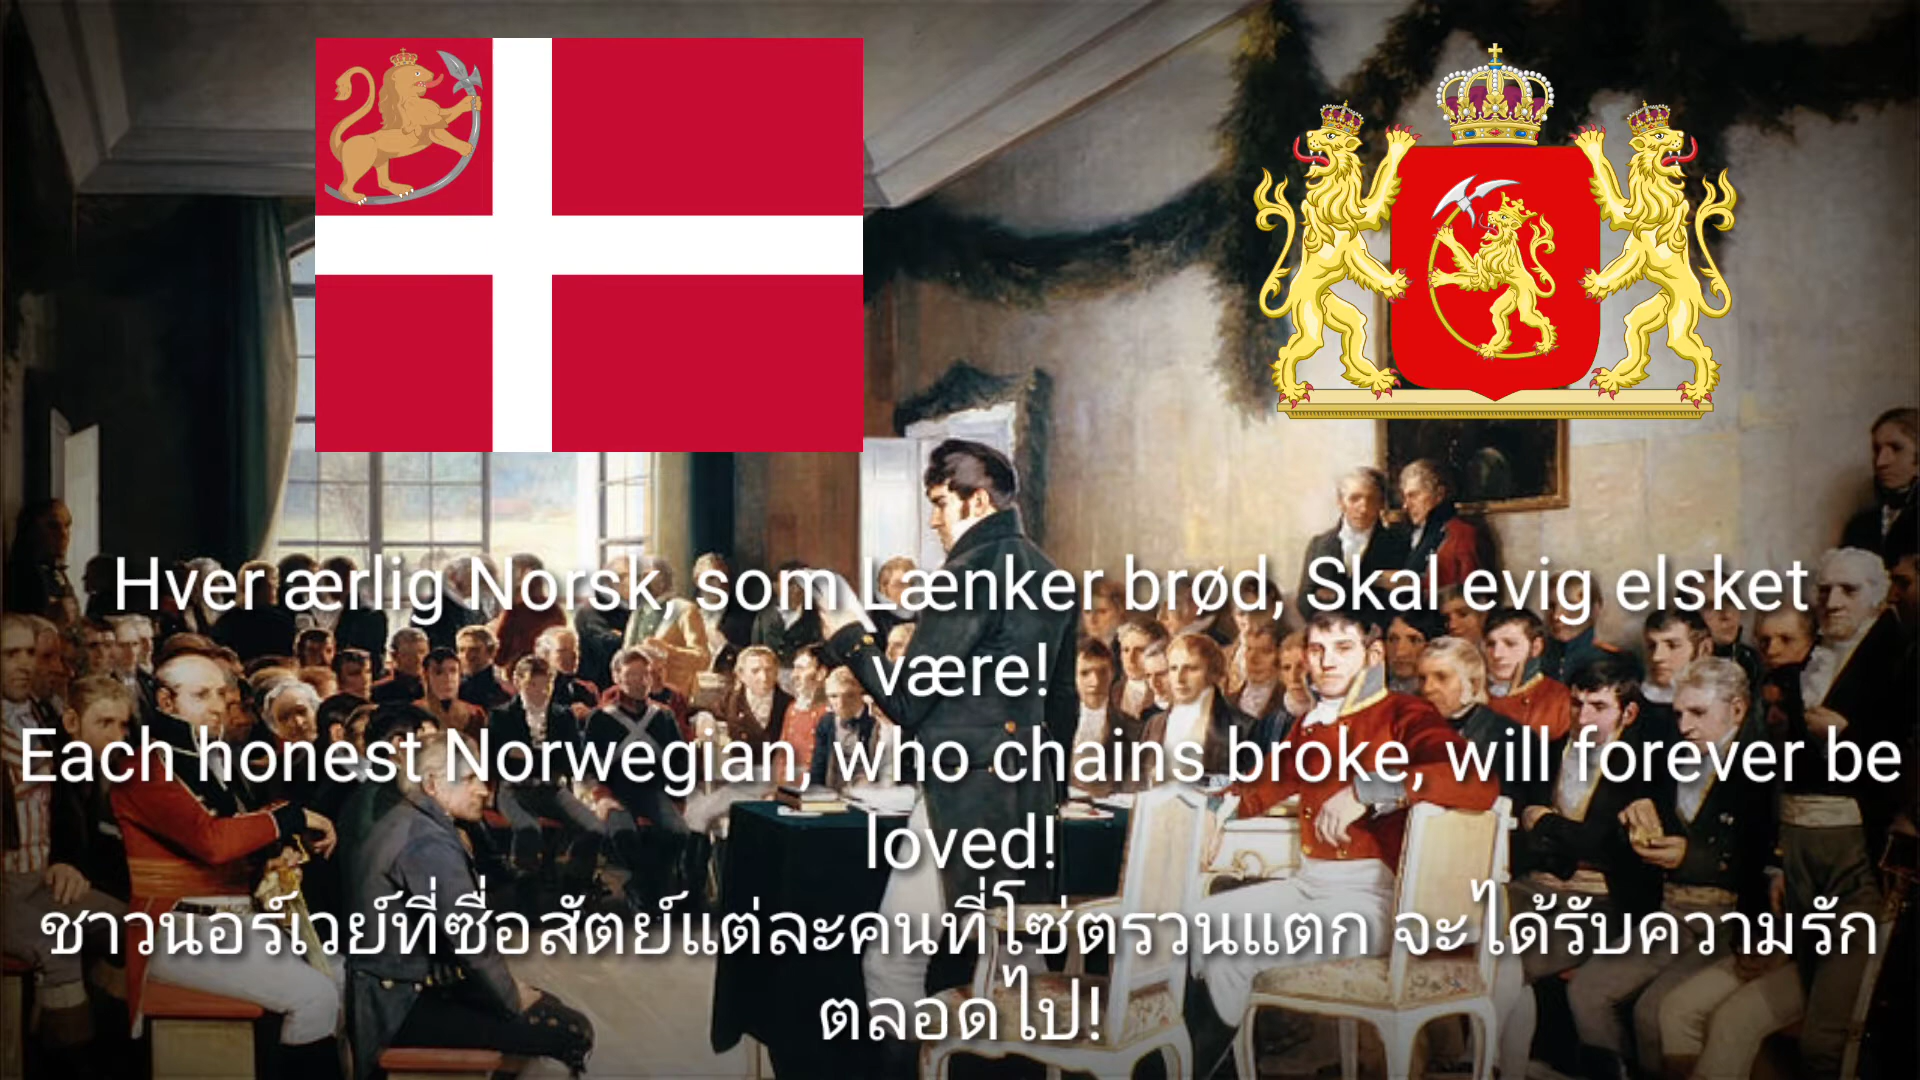 Hver ærlig Norsk, som Lænker brød, Skal evig elsket
være!
Each honest Norwegian, who chains broke, will forever be
loved!
ชาวนอร์เวย์ที่ซื่อสัตย์แต่ละคนที่โซ่ตรวนแตก จะได้รับความรัก
ตลอดไป!